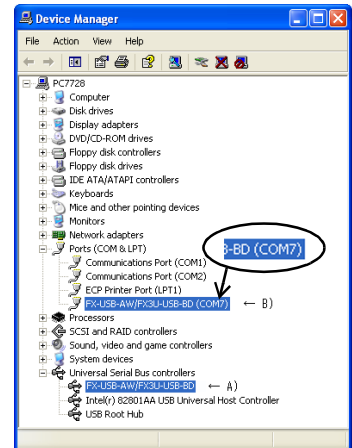 Device Manager
File Action View Help
PC7728
Computer
Disk drives
Display adapters
DVD/CD-ROM drives
Floppy disk controllers
Floppy disk drives
IDE ATA/ATAPI controllers
Keyboards
Mice and other pointing devices
Monitors
Network adapters
Ports (COM & LPT)
B-BD (COM7)
Communications Port (COM1)
Communications Port (COM2)
ECP Printer Port (LPT1)
FX-USB-AW/FX3U-USB-BD (COM7) ← B)
Processors
SCSI and RAID controllers
Sound, video and game controllers
System devices
Universal Serial Bus controllers
FX-USB-AW/FX3U-USB-BD ← A)
Intel(r) 82801AA USB Universal Host Controller
USB Root Hub